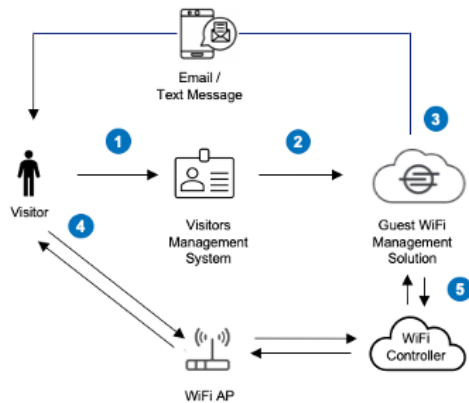 Email /
Text Message
1
2
3
Visitor
4
Visitors
Management
System
Guest WiFi
Management
Solution
5
WiFi
Controller
WiFi AP